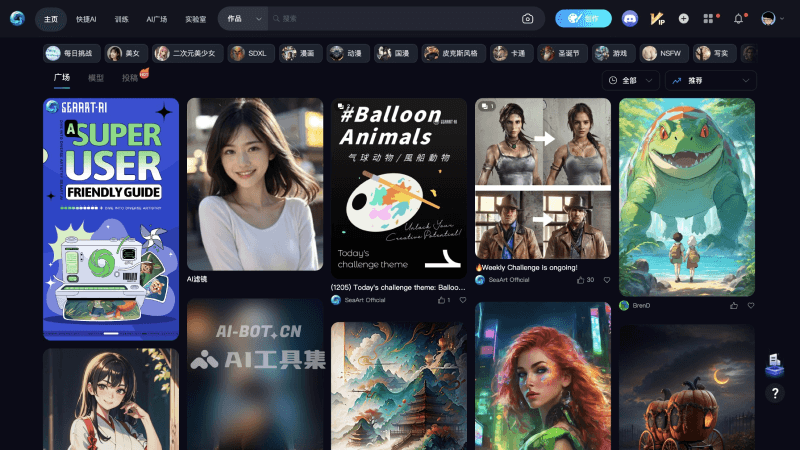 主页 快捷AI 训练 AI广场 实验室 作品 搜索 创作 VIP
每日挑战 美女 二次元美少女 SDXL 漫画 动漫 国漫 皮克斯风格 卡通 圣诞节 游戏 NSFW 写实
广场 模型 投稿 HOT 全部 推荐
SEAART·AI
A SUPER
USER
FRIENDLY GUIDE
AI滤镜
2
#Balloon
SEAART·AI
Animals
气球动物/風船動物
Unlock Your
Creative Potential!
Today's
challenge theme
(1205) Today's challenge theme: Balloo...
SeaArt Official 1
1
🔥Weekly Challenge is ongoing!
SeaArt Official 30
BrenD
AI-BOT.CN
AI工具集
?